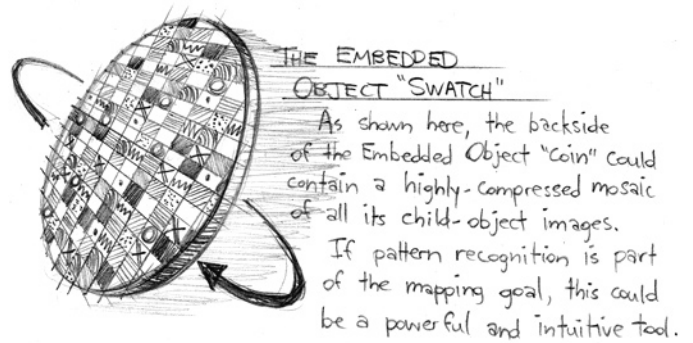 THE EMBEDDED
OBJECT "SWATCH"
As shown here, the backside
of the Embedded Object "coin" could
contain a highly-compressed mosaic
of all its child-object images.
If pattern recognition is part
of the mapping goal, this could
be a powerful and intuitive tool.